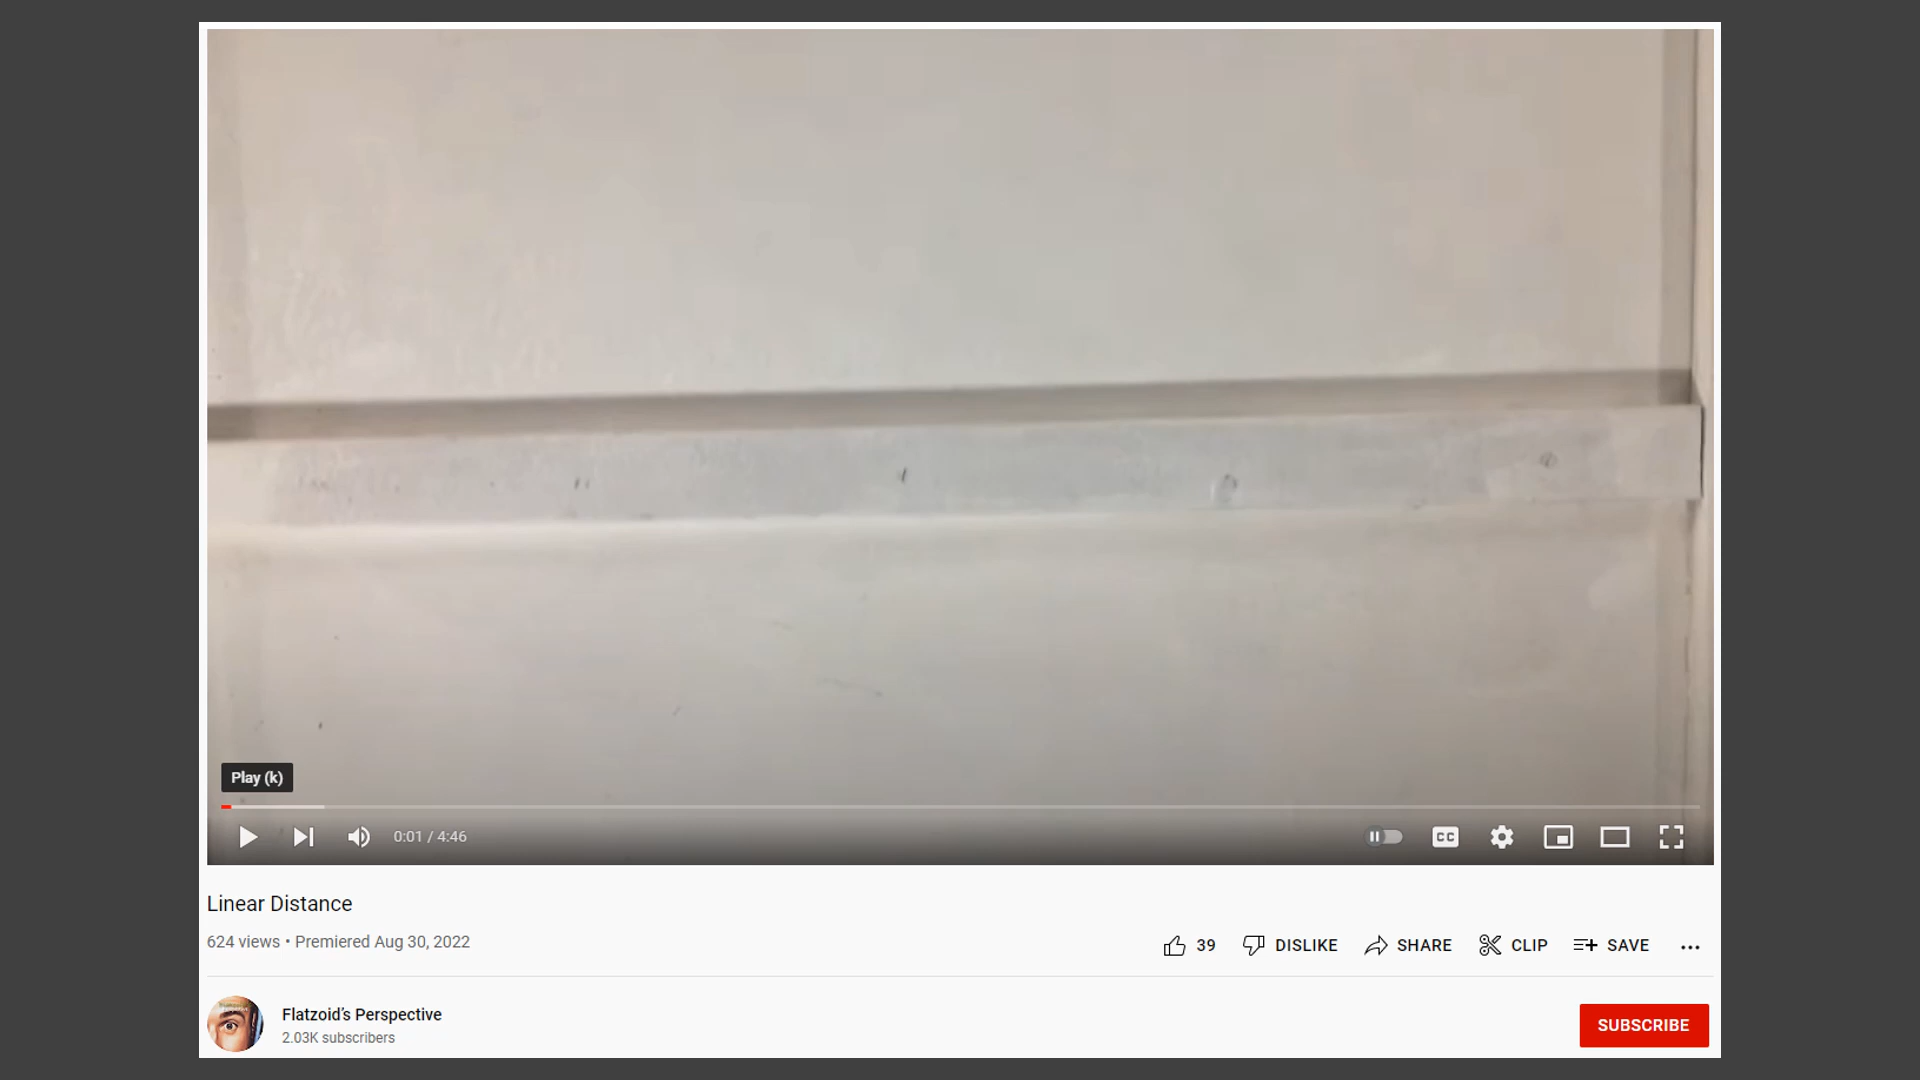 Play (k)
0:01 / 4:46
CC
Linear Distance
624 views • Premiered Aug 30, 2022
39 DISLIKE SHARE CLIP SAVE
Flatzoid’s Perspective
2.03K subscribers
SUBSCRIBE